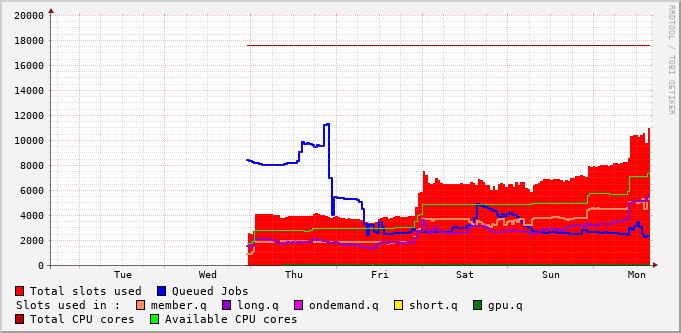 20000
18000
16000
14000
12000
10000
8000
6000
4000
2000
0
Tue Wed Thu Fri Sat Sun Mon
RRDTOOL / TOBI OETIKER
Total slots used Queued Jobs
Slots used in : member.q long.q ondemand.q short.q gpu.q
Total CPU cores Available CPU cores